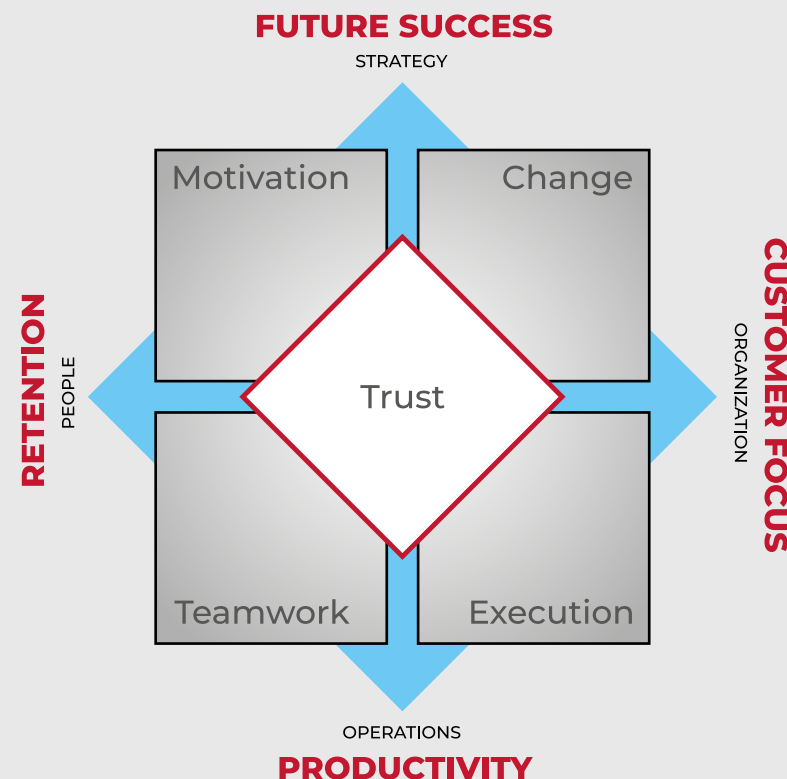 FUTURE SUCCESS
STRATEGY
Motivation
Change
RETENTION
PEOPLE
Trust
ORGANIZATION
CUSTOMER FOCUS
Teamwork
Execution
OPERATIONS
PRODUCTIVITY